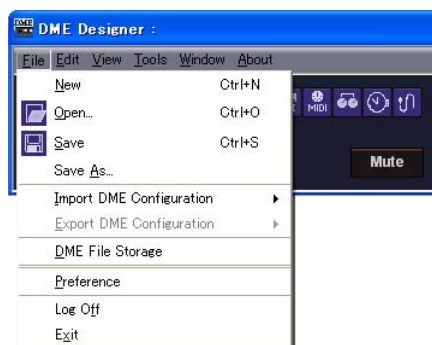 DME Designer :
File Edit View Tools Window About
New Ctrl+N
Open... Ctrl+O
Save Ctrl+S
Save As...
Import DME Configuration
Export DME Configuration
DME File Storage
Preference
Log Off
Exit
MIDI
Mute